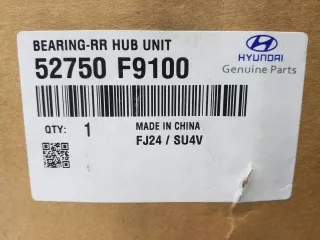 BEARING-RR HUB UNIT
52750 F9100
HYUNDAI
Genuine Parts
QTY: 1
MADE IN CHINA
FJ24 / SU4V